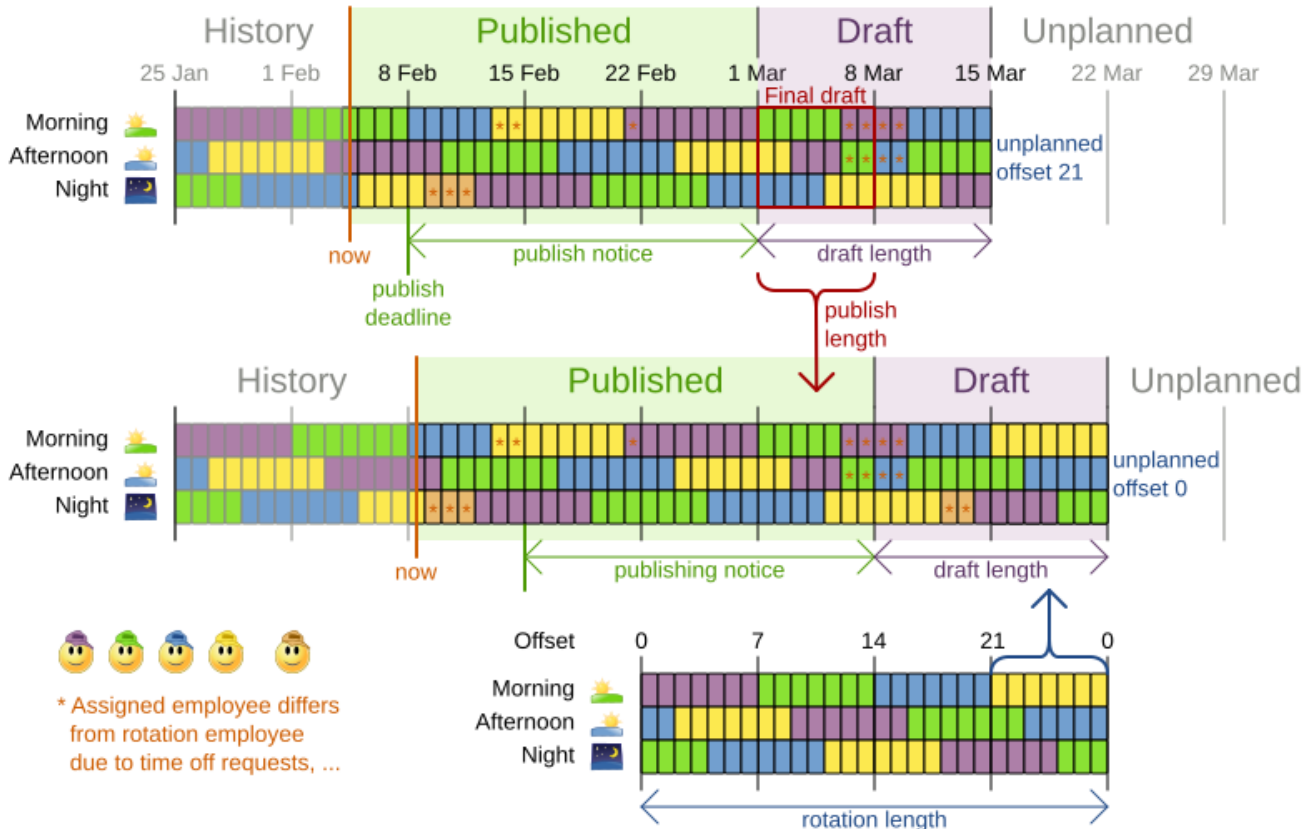 History Published Draft Unplanned
25 Jan 1 Feb 8 Feb 15 Feb 22 Feb 1 Mar 8 Mar 15 Mar 22 Mar 29 Mar
Final draft
Morning
Afternoon
Night
* * * * * * *
* * * *
* * *
unplanned
offset 21
now
publish notice
draft length
publish
deadline
publish
length
History Published Draft Unplanned
Morning
Afternoon
Night
* * * * * * *
* * * *
* * * * *
unplanned
offset 0
now
publishing notice
draft length
Offset 0 7 14 21 0
Morning
Afternoon
Night
rotation length
* Assigned employee differs
from rotation employee
due to time off requests, ...